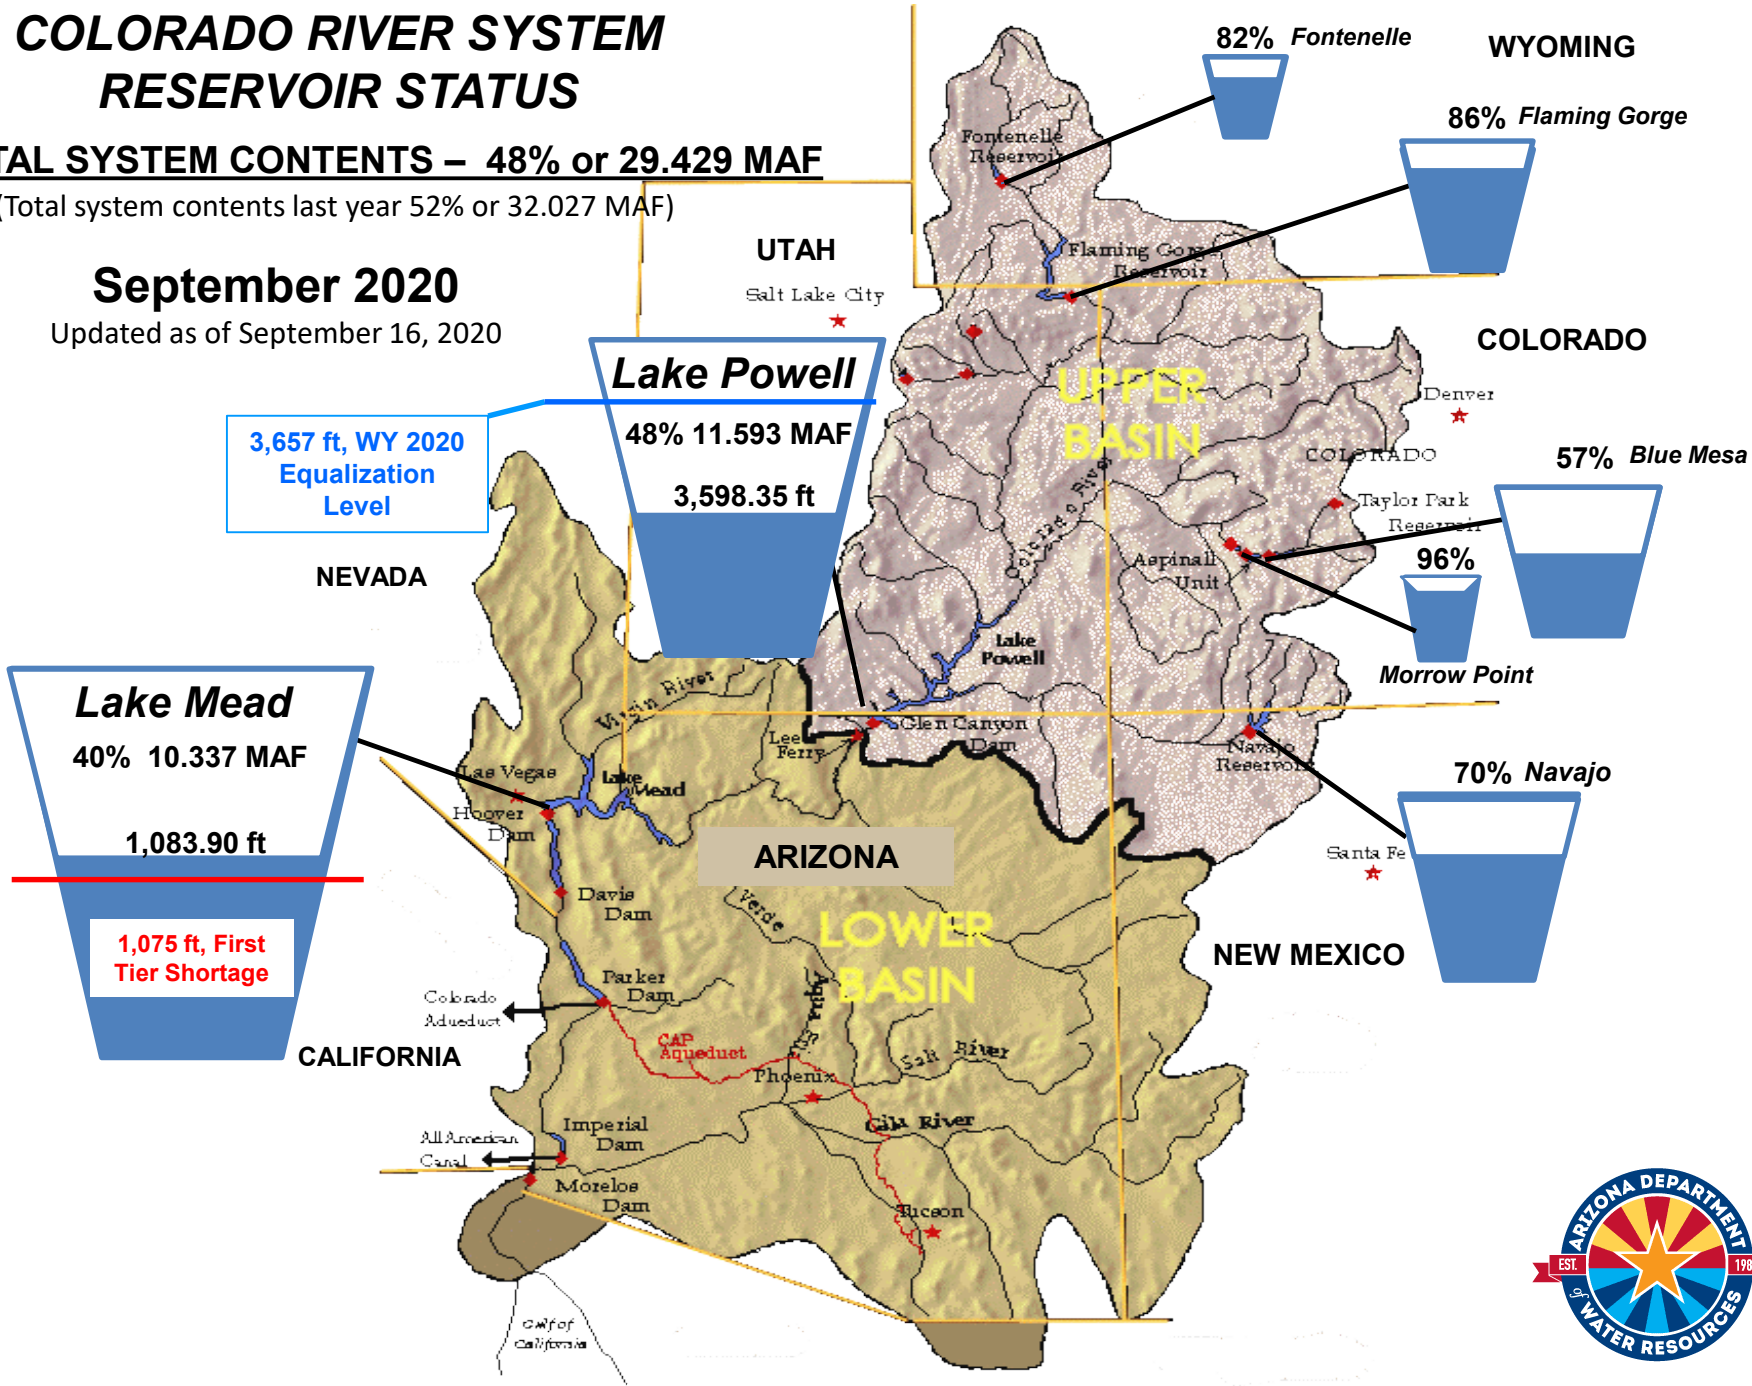 COLORADO RIVER SYSTEM
RESERVOIR STATUS
TAL SYSTEM CONTENTS – 48% or 29.429 MAF
(Total system contents last year 52% or 32.027 MAF)
September 2020
Updated as of September 16, 2020
82% Fontenelle
WYOMING
86% Flaming Gorge
Fontenelle
Reservoir
UTAH
Salt Lake City
Flaming Gorge
Reservoir
COLORADO
Lake Powell
48% 11.593 MAF
3,598.35 ft
3,657 ft, WY 2020
Equalization
Level
UPPER
BASIN
Denver
COLORADO
57% Blue Mesa
Taylor Park
Reservoir
Colorado River
Aspinall
Unit
96%
Morrow Point
NEVADA
Lake
Powell
Virgin River
Glen Canyon
Dam
Lee
Ferry
Navajo
Reservoir
70% Navajo
Lake Mead
40% 10.337 MAF
1,083.90 ft
1,075 ft, First
Tier Shortage
Las Vegas
Lake
Mead
Hoover
Dam
ARIZONA
Santa Fe
Davis
Dam
Verde
LOWER
BASIN
NEW MEXICO
Parker
Dam
Colorado
Aqueduct
Agua Fria
CALIFORNIA
CAP
Aqueduct
Salt River
Phoenix
Gila River
Imperial
Dam
All American
Canal
Morelos
Dam
Tucson
Gulf of
California
ARIZONA DEPARTMENT
EST. 198
of WATER RESOURCES